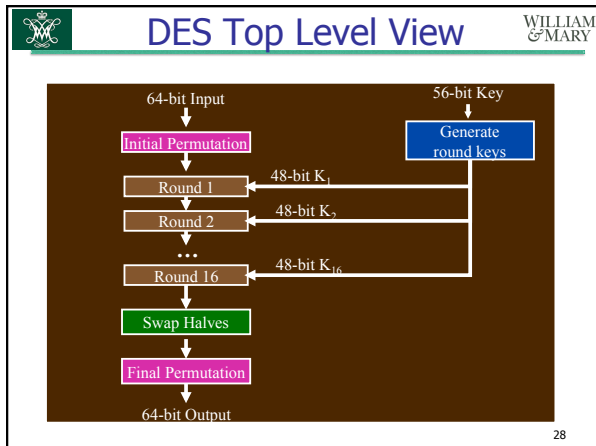 DES Top Level View
WILLIAM
& MARY
64-bit Input
56-bit Key
Initial Permutation
Generate
round keys
48-bit K1
Round 1
48-bit K2
Round 2
...
48-bit K16
Round 16
Swap Halves
Final Permutation
64-bit Output
28